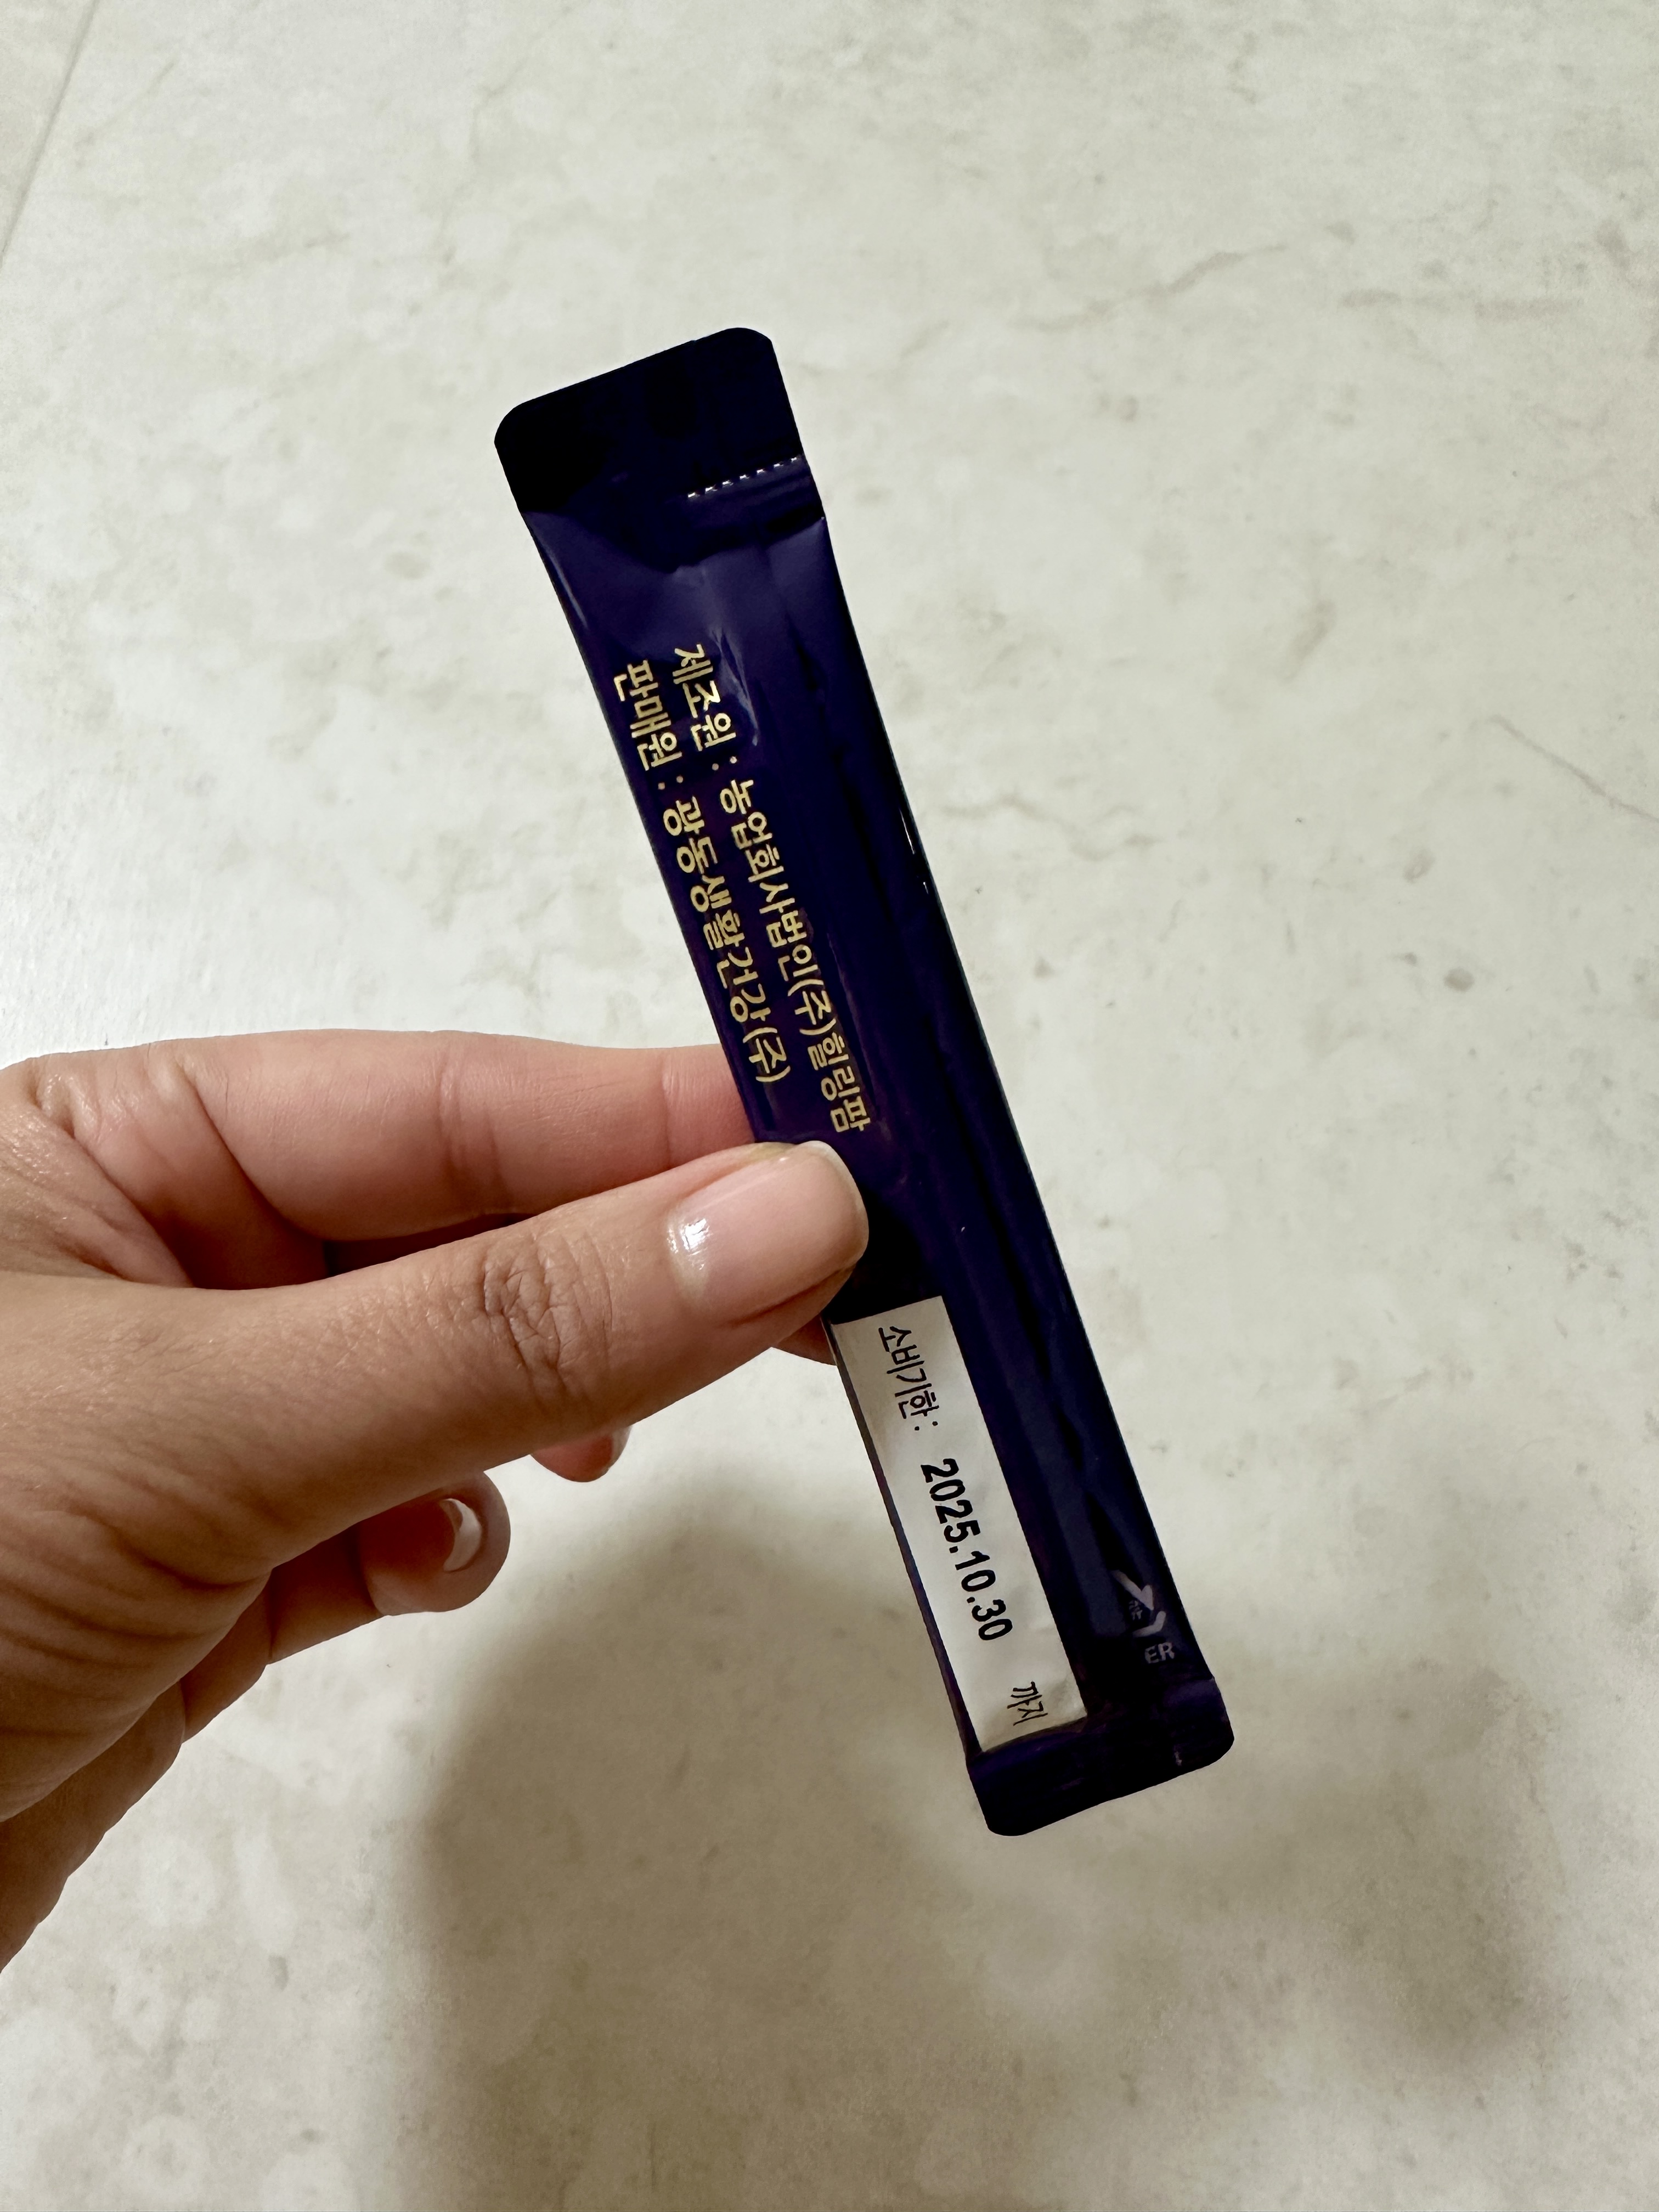 제조원 : 농업회사법인(주)힐링팜
판매원 : 광동생활건강(주)
소비기한 : 2025.10.30 까지
ER